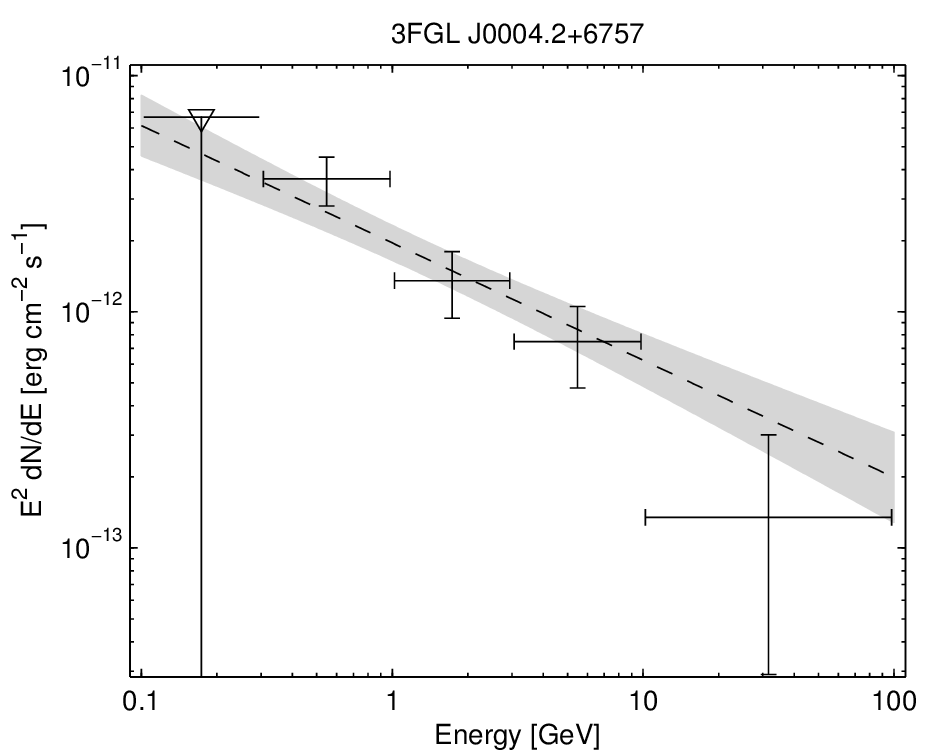 3FGL J0004.2+6757
10⁻¹¹
10⁻¹²
10⁻¹³
E² dN/dE [erg cm⁻² s⁻¹]
0.1 1 10 100
Energy [GeV]